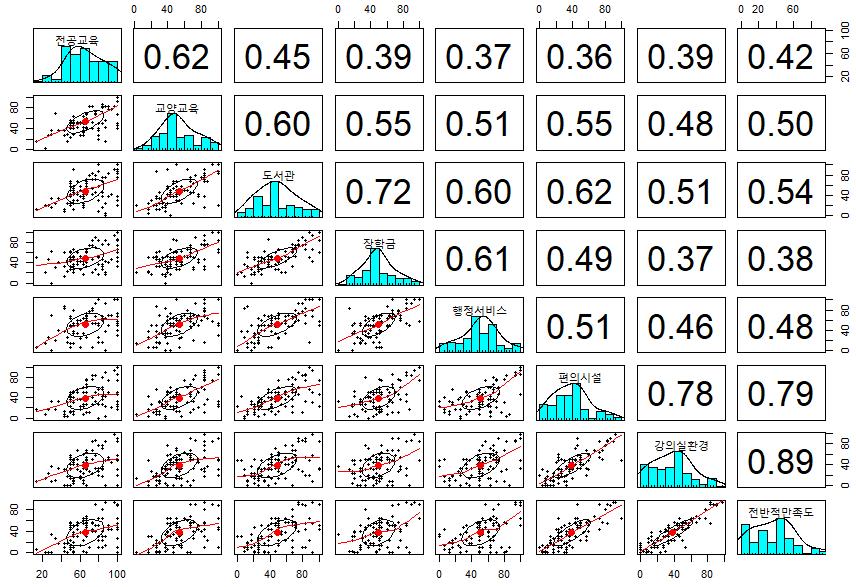 0 40 80 0 40 80 0 40 80 0 40 60
전공교육 0.62 0.45 0.39 0.37 0.36 0.39 0.42 20 60 100
0 40 80 교양교육 0.60 0.55 0.51 0.55 0.48 0.50
도서관 0.72 0.60 0.62 0.51 0.54 0 40 80
0 40 80 장학금 0.61 0.49 0.37 0.38
행정서비스 0.51 0.46 0.48 0 40 80
0 40 80 편의시설 0.78 0.79
강의실환경 0.89 0 40 80
0 40 80 전반적만족도
20 60 100 0 40 80 0 40 80 0 40 80